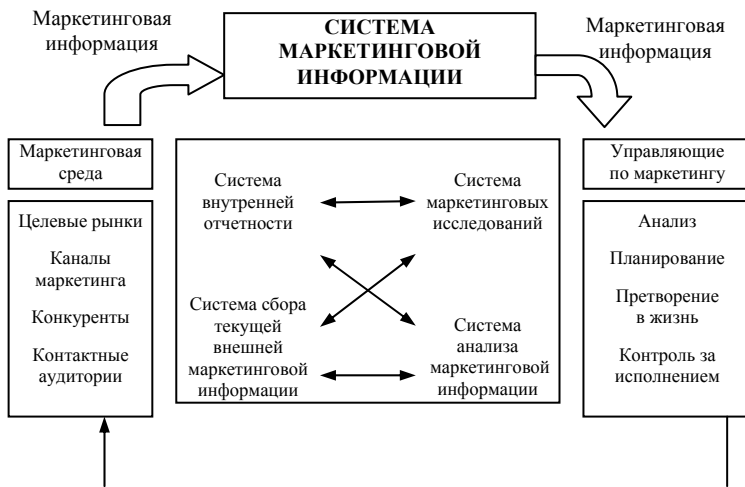 Маркетинговая
информация
СИСТЕМА
МАРКЕТИНГОВОЙ
ИНФОРМАЦИИ
Маркетинговая
информация
Маркетинговая
среда
Целевые рынки
Каналы
маркетинга
Конкуренты
Контактные
аудитории
Система
внутренней
отчетности
Система
маркетинговых
исследований
Система сбора
текущей
внешней
маркетинговой
информации
Система
анализа
маркетинговой
информации
Управляющие
по маркетингу
Анализ
Планирование
Претворение
в жизнь
Контроль за
исполнением